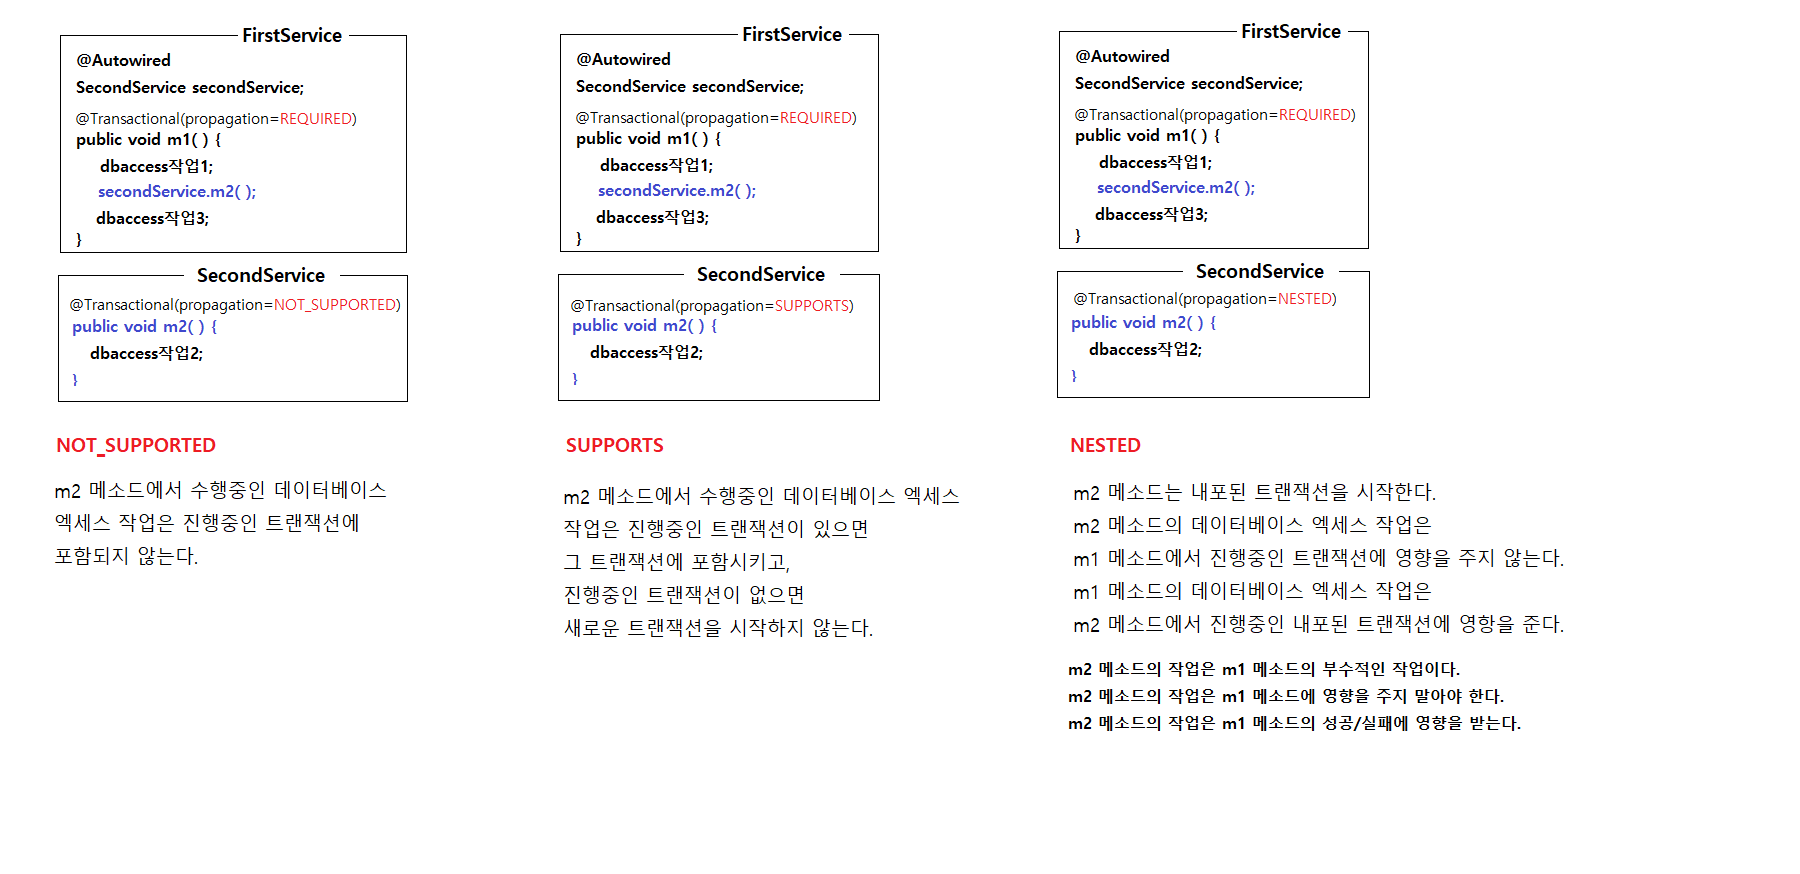 FirstService
@Autowired
SecondService secondService;
@Transactional(propagation=REQUIRED)
public void m1( ) {
dbaccess작업1;
secondService.m2( );
dbaccess작업3;
}
SecondService
@Transactional(propagation=NOT_SUPPORTED)
public void m2( ) {
dbaccess작업2;
}
NOT_SUPPORTED
m2 메소드에서 수행중인 데이터베이스
엑세스 작업은 진행중인 트랜잭션에
포함되지 않는다.
FirstService
@Autowired
SecondService secondService;
@Transactional(propagation=REQUIRED)
public void m1( ) {
dbaccess작업1;
secondService.m2( );
dbaccess작업3;
}
SecondService
@Transactional(propagation=SUPPORTS)
public void m2( ) {
dbaccess작업2;
}
SUPPORTS
m2 메소드에서 수행중인 데이터베이스 엑세스
작업은 진행중인 트랜잭션이 있으면
그 트랜잭션에 포함시키고,
진행중인 트랜잭션이 없으면
새로운 트랜잭션을 시작하지 않는다.
FirstService
@Autowired
SecondService secondService;
@Transactional(propagation=REQUIRED)
public void m1( ) {
dbaccess작업1;
secondService.m2( );
dbaccess작업3;
}
SecondService
@Transactional(propagation=NESTED)
public void m2( ) {
dbaccess작업2;
}
NESTED
m2 메소드는 내포된 트랜잭션을 시작한다.
m2 메소드의 데이터베이스 엑세스 작업은
m1 메소드에서 진행중인 트랜잭션에 영향을 주지 않는다.
m1 메소드의 데이터베이스 엑세스 작업은
m2 메소드에서 진행중인 내포된 트랜잭션에 영항을 준다.
m2 메소드의 작업은 m1 메소드의 부수적인 작업이다.
m2 메소드의 작업은 m1 메소드에 영향을 주지 말아야 한다.
m2 메소드의 작업은 m1 메소드의 성공/실패에 영향을 받는다.